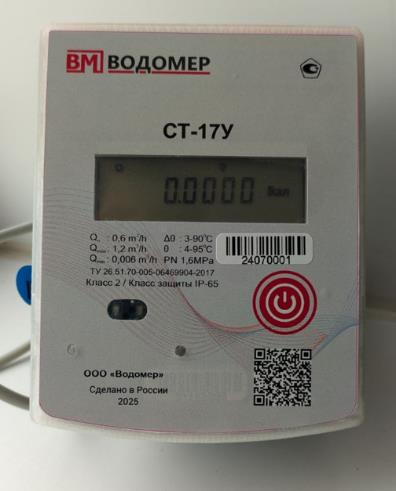 ВМ ВОДОМЕР
СТ-17У
0.0000
Qₙ : 0,6 m³/h Δθ : 3-90°C
Qₘₐₓ: 1,2 m³/h θ : 4-95°C
Qₘᵢₙ: 0,006 m³/h PN 1,6MPa
24070001
ТУ 26.51.70-005-06469904-2017
Класс 2 / Класс защиты IP-65
ООО «Водомер»
Сделано в России
2025